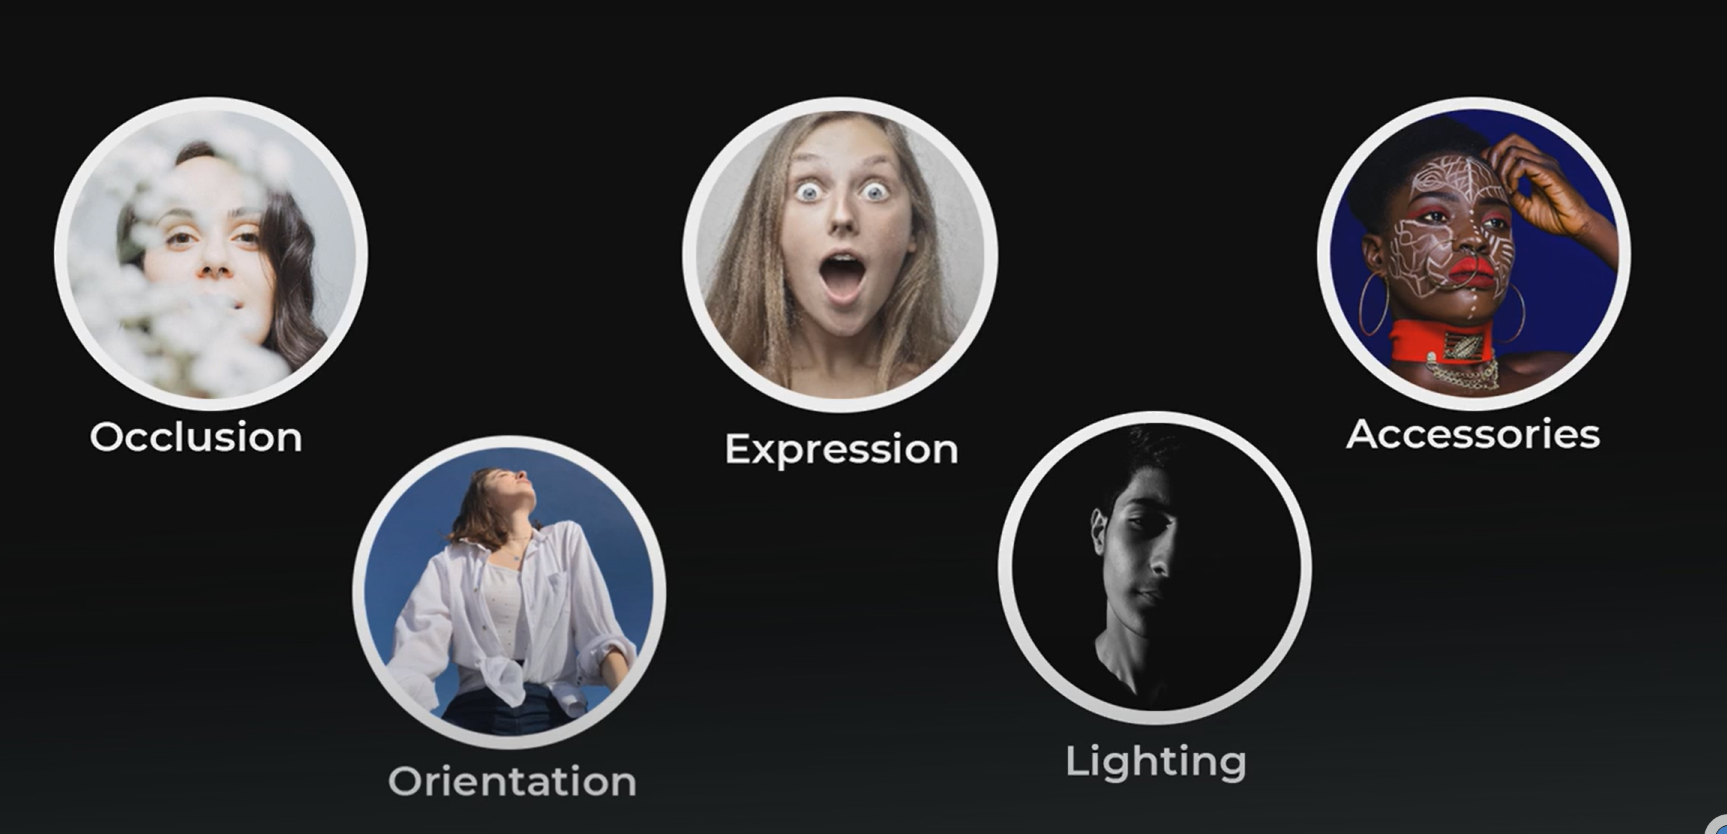 Occlusion
Orientation
Expression
Lighting
Accessories